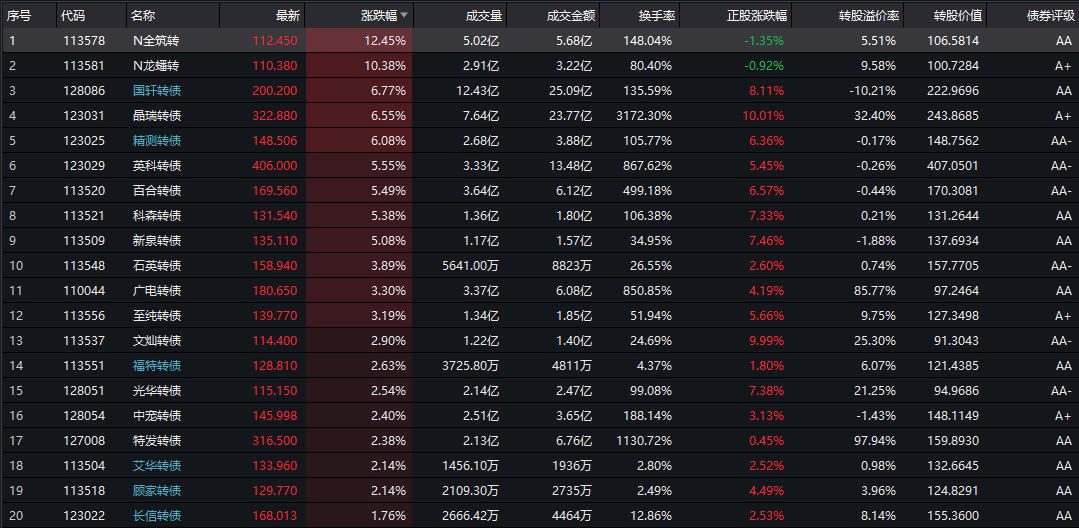 序号 代码 名称 最新 涨跌幅 成交量 成交金额 换手率 正股涨跌幅 转股溢价率 转股价值 债券评级
1 113578 N全筑转 112.450 12.45% 5.02亿 5.68亿 148.04% -1.35% 5.51% 106.5814 AA
2 113581 N龙蟠转 110.380 10.38% 2.91亿 3.22亿 80.40% -0.92% 9.58% 100.7284 A+
3 128086 国轩转债 200.200 6.77% 12.43亿 25.09亿 135.59% 8.11% -10.21% 222.9696 AA
4 123031 晶瑞转债 322.880 6.55% 7.64亿 23.77亿 3172.30% 10.01% 32.40% 243.8685 A+
5 123025 精测转债 148.506 6.08% 2.68亿 3.88亿 105.77% 6.36% -0.17% 148.7562 AA-
6 123029 英科转债 406.000 5.55% 3.33亿 13.48亿 867.62% 5.45% -0.26% 407.0501 AA-
7 113520 百合转债 169.560 5.49% 3.64亿 6.12亿 499.18% 6.57% -0.44% 170.3081 AA-
8 113521 科森转债 131.540 5.38% 1.36亿 1.80亿 106.38% 7.33% 0.21% 131.2644 AA
9 113509 新泉转债 135.110 5.08% 1.17亿 1.57亿 34.95% 7.46% -1.88% 137.6934 AA
10 113548 石英转债 158.940 3.89% 5641.00万 8823万 26.55% 2.60% 0.74% 157.7705 AA-
11 110044 广电转债 180.650 3.30% 3.37亿 6.08亿 850.85% 4.19% 85.77% 97.2464 AA
12 113556 至纯转债 139.770 3.19% 1.34亿 1.85亿 51.94% 5.66% 9.75% 127.3498 A+
13 113537 文灿转债 114.400 2.90% 1.22亿 1.40亿 24.69% 9.99% 25.30% 91.3043 AA-
14 113551 福特转债 128.810 2.63% 3725.80万 4811万 4.37% 1.80% 6.07% 121.4385 AA
15 128051 光华转债 115.150 2.54% 2.14亿 2.47亿 99.08% 7.38% 21.25% 94.9686 AA-
16 128054 中宠转债 145.998 2.40% 2.51亿 3.65亿 188.14% 3.13% -1.43% 148.1149 A+
17 127008 特发转债 316.500 2.38% 2.13亿 6.76亿 1130.72% 0.45% 97.94% 159.8930 AA
18 113504 艾华转债 133.960 2.14% 1456.10万 1936万 2.80% 2.52% 0.98% 132.6645 AA
19 113518 顾家转债 129.770 2.14% 2109.30万 2735万 2.49% 4.49% 3.96% 124.8291 AA
20 123022 长信转债 168.013 1.76% 2666.42万 4464万 12.86% 2.53% 8.14% 155.3600 AA